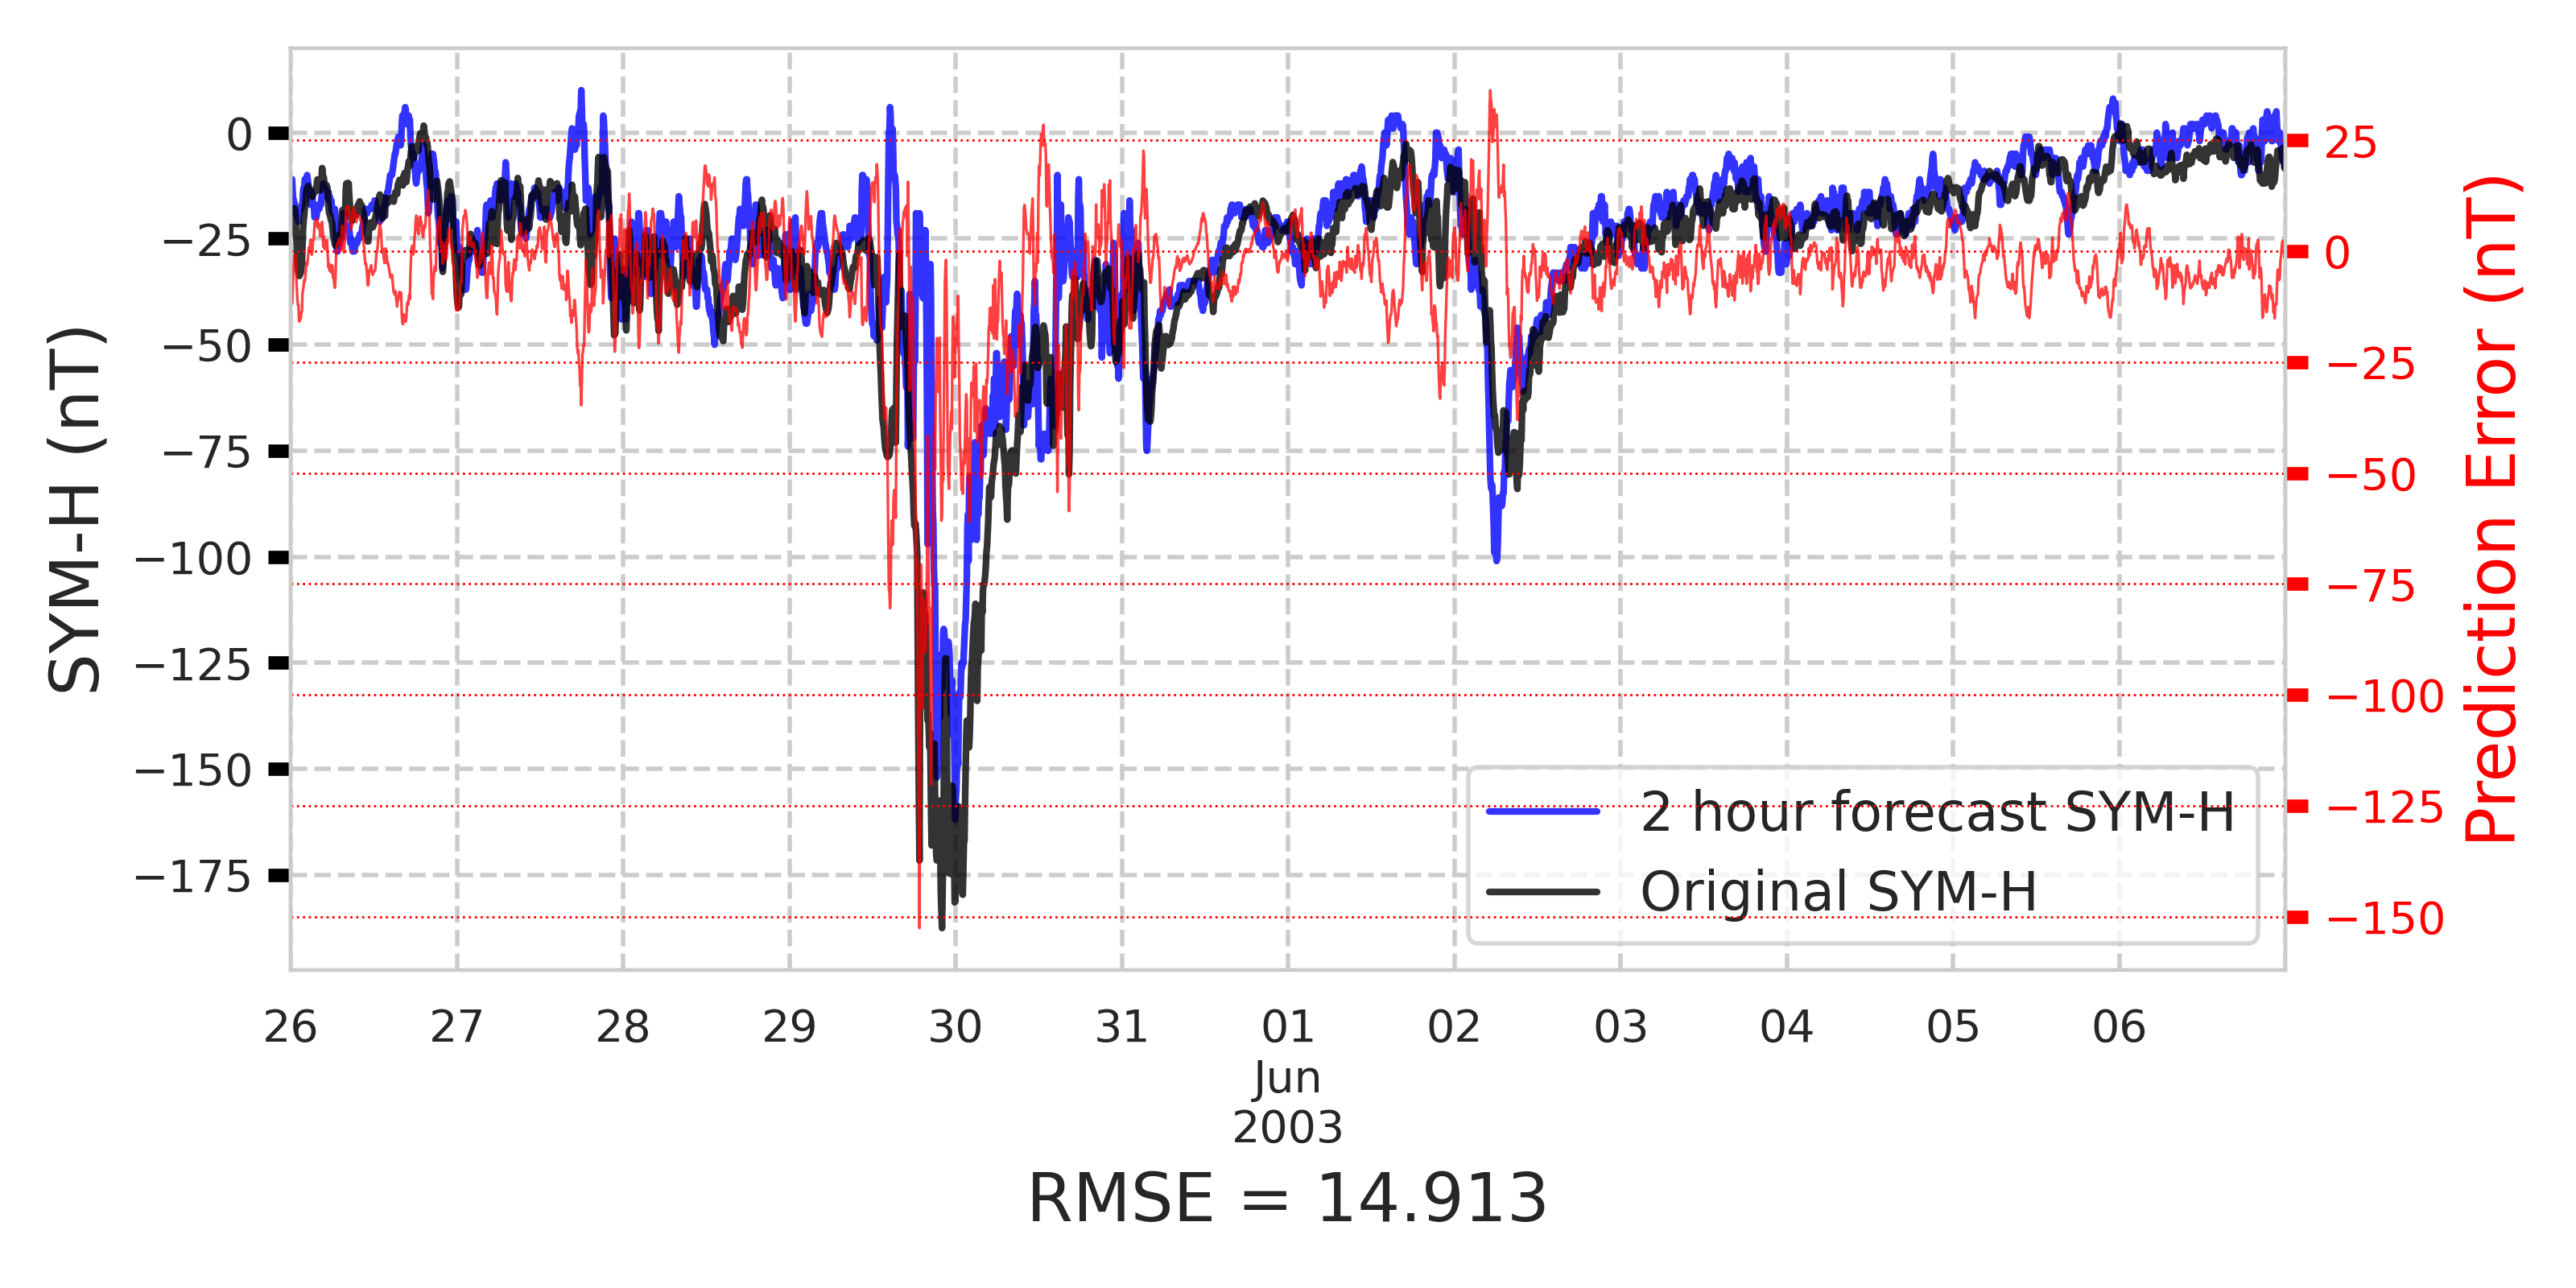 SYM-H (nT)
0
−25
−50
−75
−100
−125
−150
−175
25
0
−25
−50
−75
−100
−125
−150
Prediction Error (nT)
2 hour forecast SYM-H
Original SYM-H
26 27 28 29 30 31 01 02 03 04 05 06
Jun
2003
RMSE = 14.913